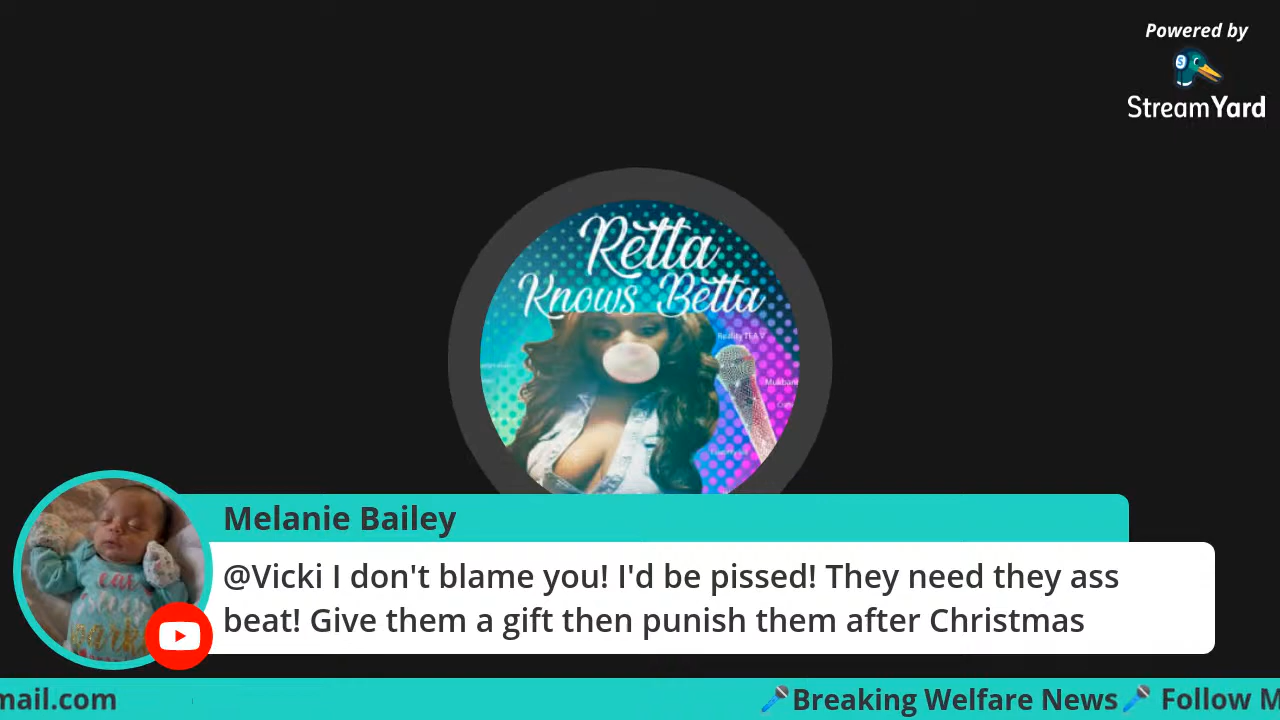 Powered by
StreamYard
Retta
Knows Betta
Melanie Bailey
@Vicki I don't blame you! I'd be pissed! They need they ass
beat! Give them a gift then punish them after Christmas
mail.com 🎤Breaking Welfare News🎤 Follow M